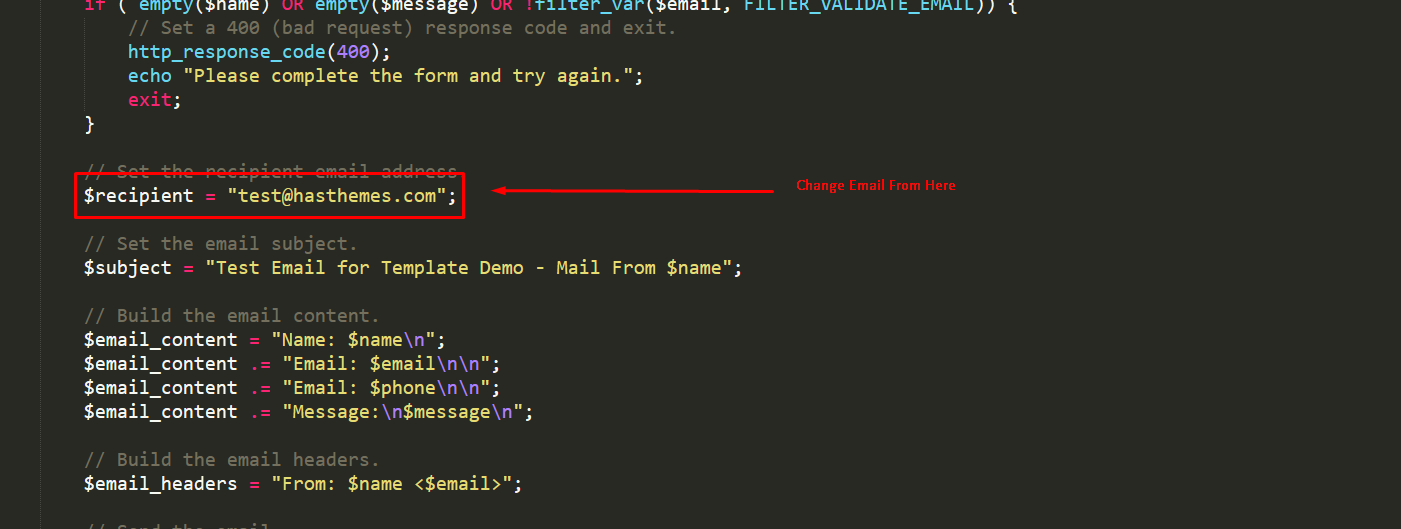 if ( empty($name) OR empty($message) OR !filter_var($email, FILTER_VALIDATE_EMAIL)) {
// Set a 400 (bad request) response code and exit.
http_response_code(400);
echo "Please complete the form and try again.";
exit;
}
// Set the recipient email address
$recipient = "test@hasthemes.com";
Change Email From Here
// Set the email subject.
$subject = "Test Email for Template Demo - Mail From $name";
// Build the email content.
$email_content = "Name: $name\n";
$email_content .= "Email: $email\n\n";
$email_content .= "Email: $phone\n\n";
$email_content .= "Message:\n$message\n";
// Build the email headers.
$email_headers = "From: $name <$email>";
// Send the email